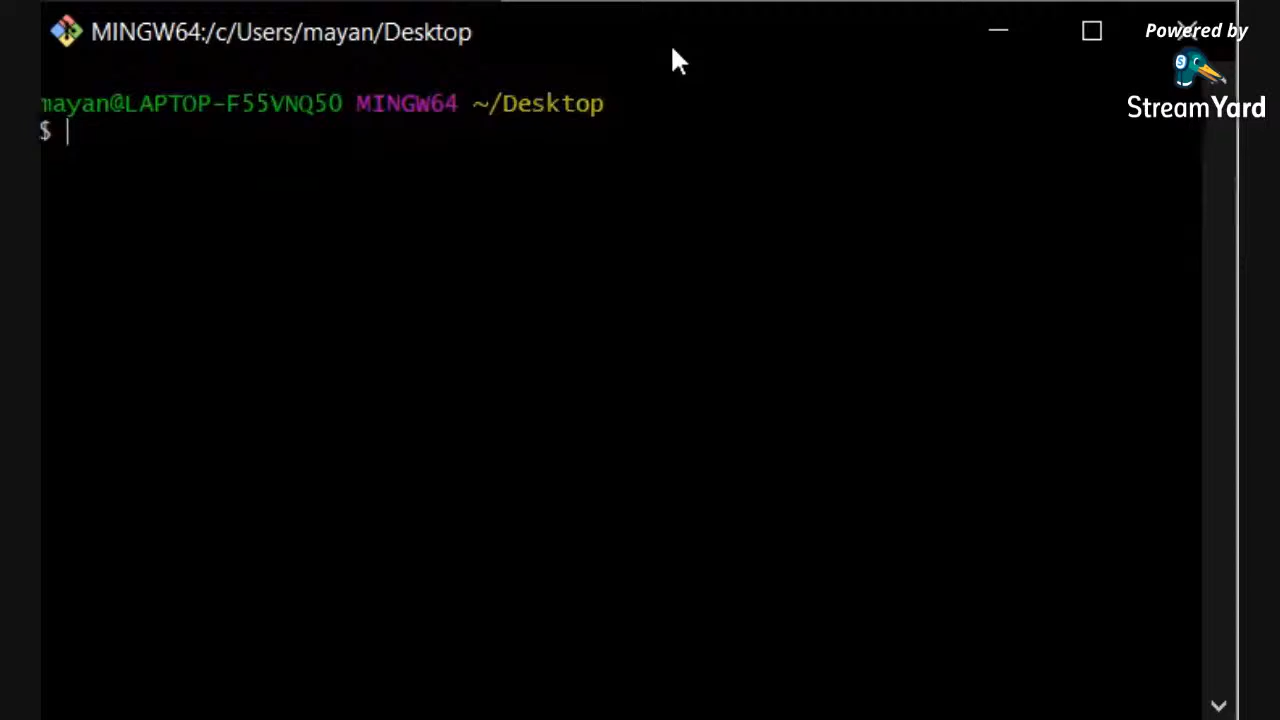 MINGW64:/c/Users/mayan/Desktop
Powered by
StreamYard
mayan@LAPTOP-F55VNQ50 MINGW64 ~/Desktop
$